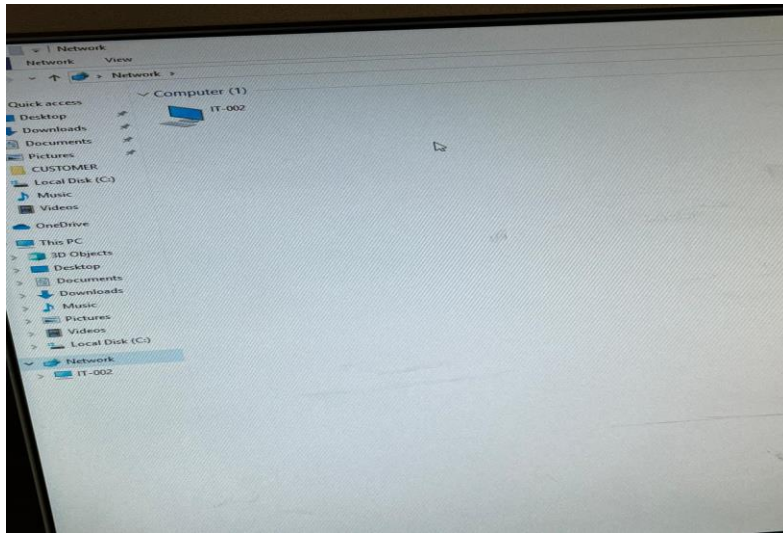 Network
Network View
Network
Quick access
Desktop
Downloads
Documents
Pictures
CUSTOMER
Local Disk (C:)
Music
Videos
OneDrive
This PC
3D Objects
Desktop
Documents
Downloads
Music
Pictures
Videos
Local Disk (C:)
Network
IT-002
Computer (1)
IT-002